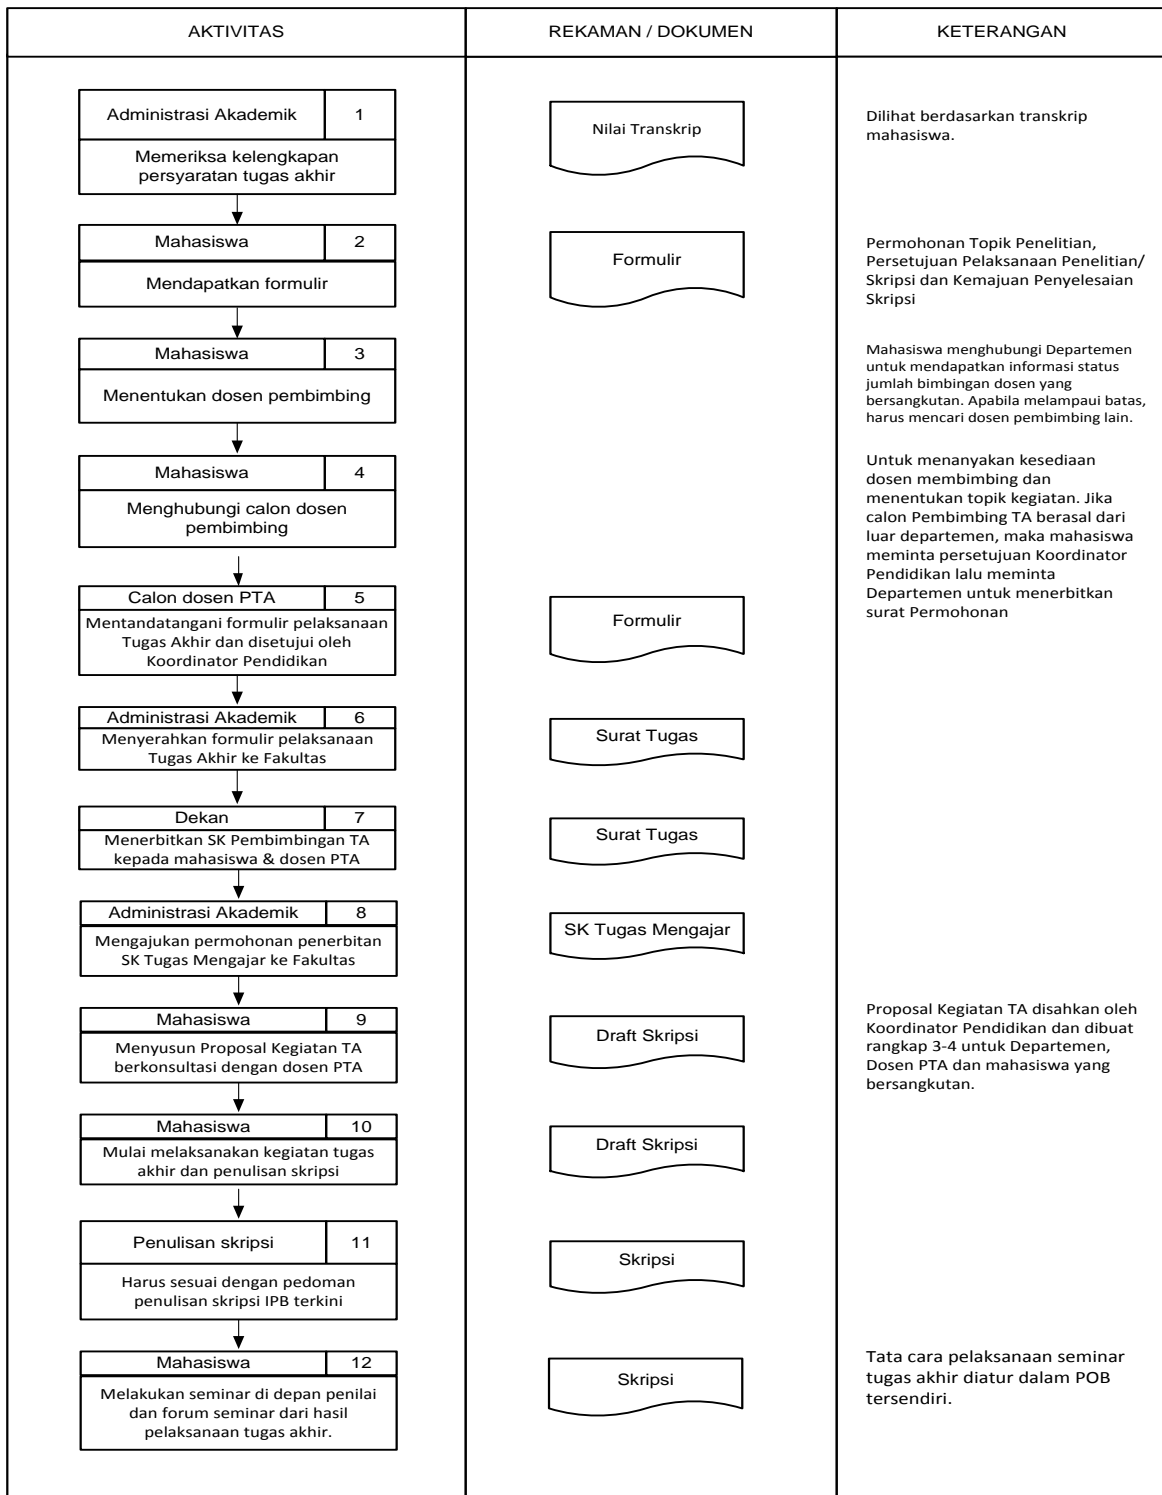 AKTIVITAS
REKAMAN / DOKUMEN
KETERANGAN
Administrasi Akademik
1
Memeriksa kelengkapan
persyaratan tugas akhir
Nilai Transkrip
Dilihat berdasarkan transkrip
mahasiswa.
Mahasiswa
2
Mendapatkan formulir
Formulir
Permohonan Topik Penelitian,
Persetujuan Pelaksanaan Penelitian/
Skripsi dan Kemajuan Penyelesaian
Skripsi
Mahasiswa
3
Menentukan dosen pembimbing
Mahasiswa menghubungi Departemen
untuk mendapatkan informasi status
jumlah bimbingan dosen yang
bersangkutan. Apabila melampaui batas,
harus mencari dosen pembimbing lain.
Mahasiswa
4
Menghubungi calon dosen
pembimbing
Untuk menanyakan kesediaan
dosen membimbing dan
menentukan topik kegiatan. Jika
calon Pembimbing TA berasal dari
luar departemen, maka mahasiswa
meminta persetujuan Koordinator
Pendidikan lalu meminta
Departemen untuk menerbitkan
surat Permohonan
Calon dosen PTA
5
Mentandatangani formulir pelaksanaan
Tugas Akhir dan disetujui oleh
Koordinator Pendidikan
Formulir
Administrasi Akademik
6
Menyerahkan formulir pelaksanaan
Tugas Akhir ke Fakultas
Surat Tugas
Dekan
7
Menerbitkan SK Pembimbingan TA
kepada mahasiswa & dosen PTA
Surat Tugas
Administrasi Akademik
8
Mengajukan permohonan penerbitan
SK Tugas Mengajar ke Fakultas
SK Tugas Mengajar
Mahasiswa
9
Menyusun Proposal Kegiatan TA
berkonsultasi dengan dosen PTA
Draft Skripsi
Proposal Kegiatan TA disahkan oleh
Koordinator Pendidikan dan dibuat
rangkap 3-4 untuk Departemen,
Dosen PTA dan mahasiswa yang
bersangkutan.
Mahasiswa
10
Mulai melaksanakan kegiatan tugas
akhir dan penulisan skripsi
Draft Skripsi
Penulisan skripsi
11
Harus sesuai dengan pedoman
penulisan skripsi IPB terkini
Skripsi
Mahasiswa
12
Melakukan seminar di depan penilai
dan forum seminar dari hasil
pelaksanaan tugas akhir.
Skripsi
Tata cara pelaksanaan seminar
tugas akhir diatur dalam POB
tersendiri.